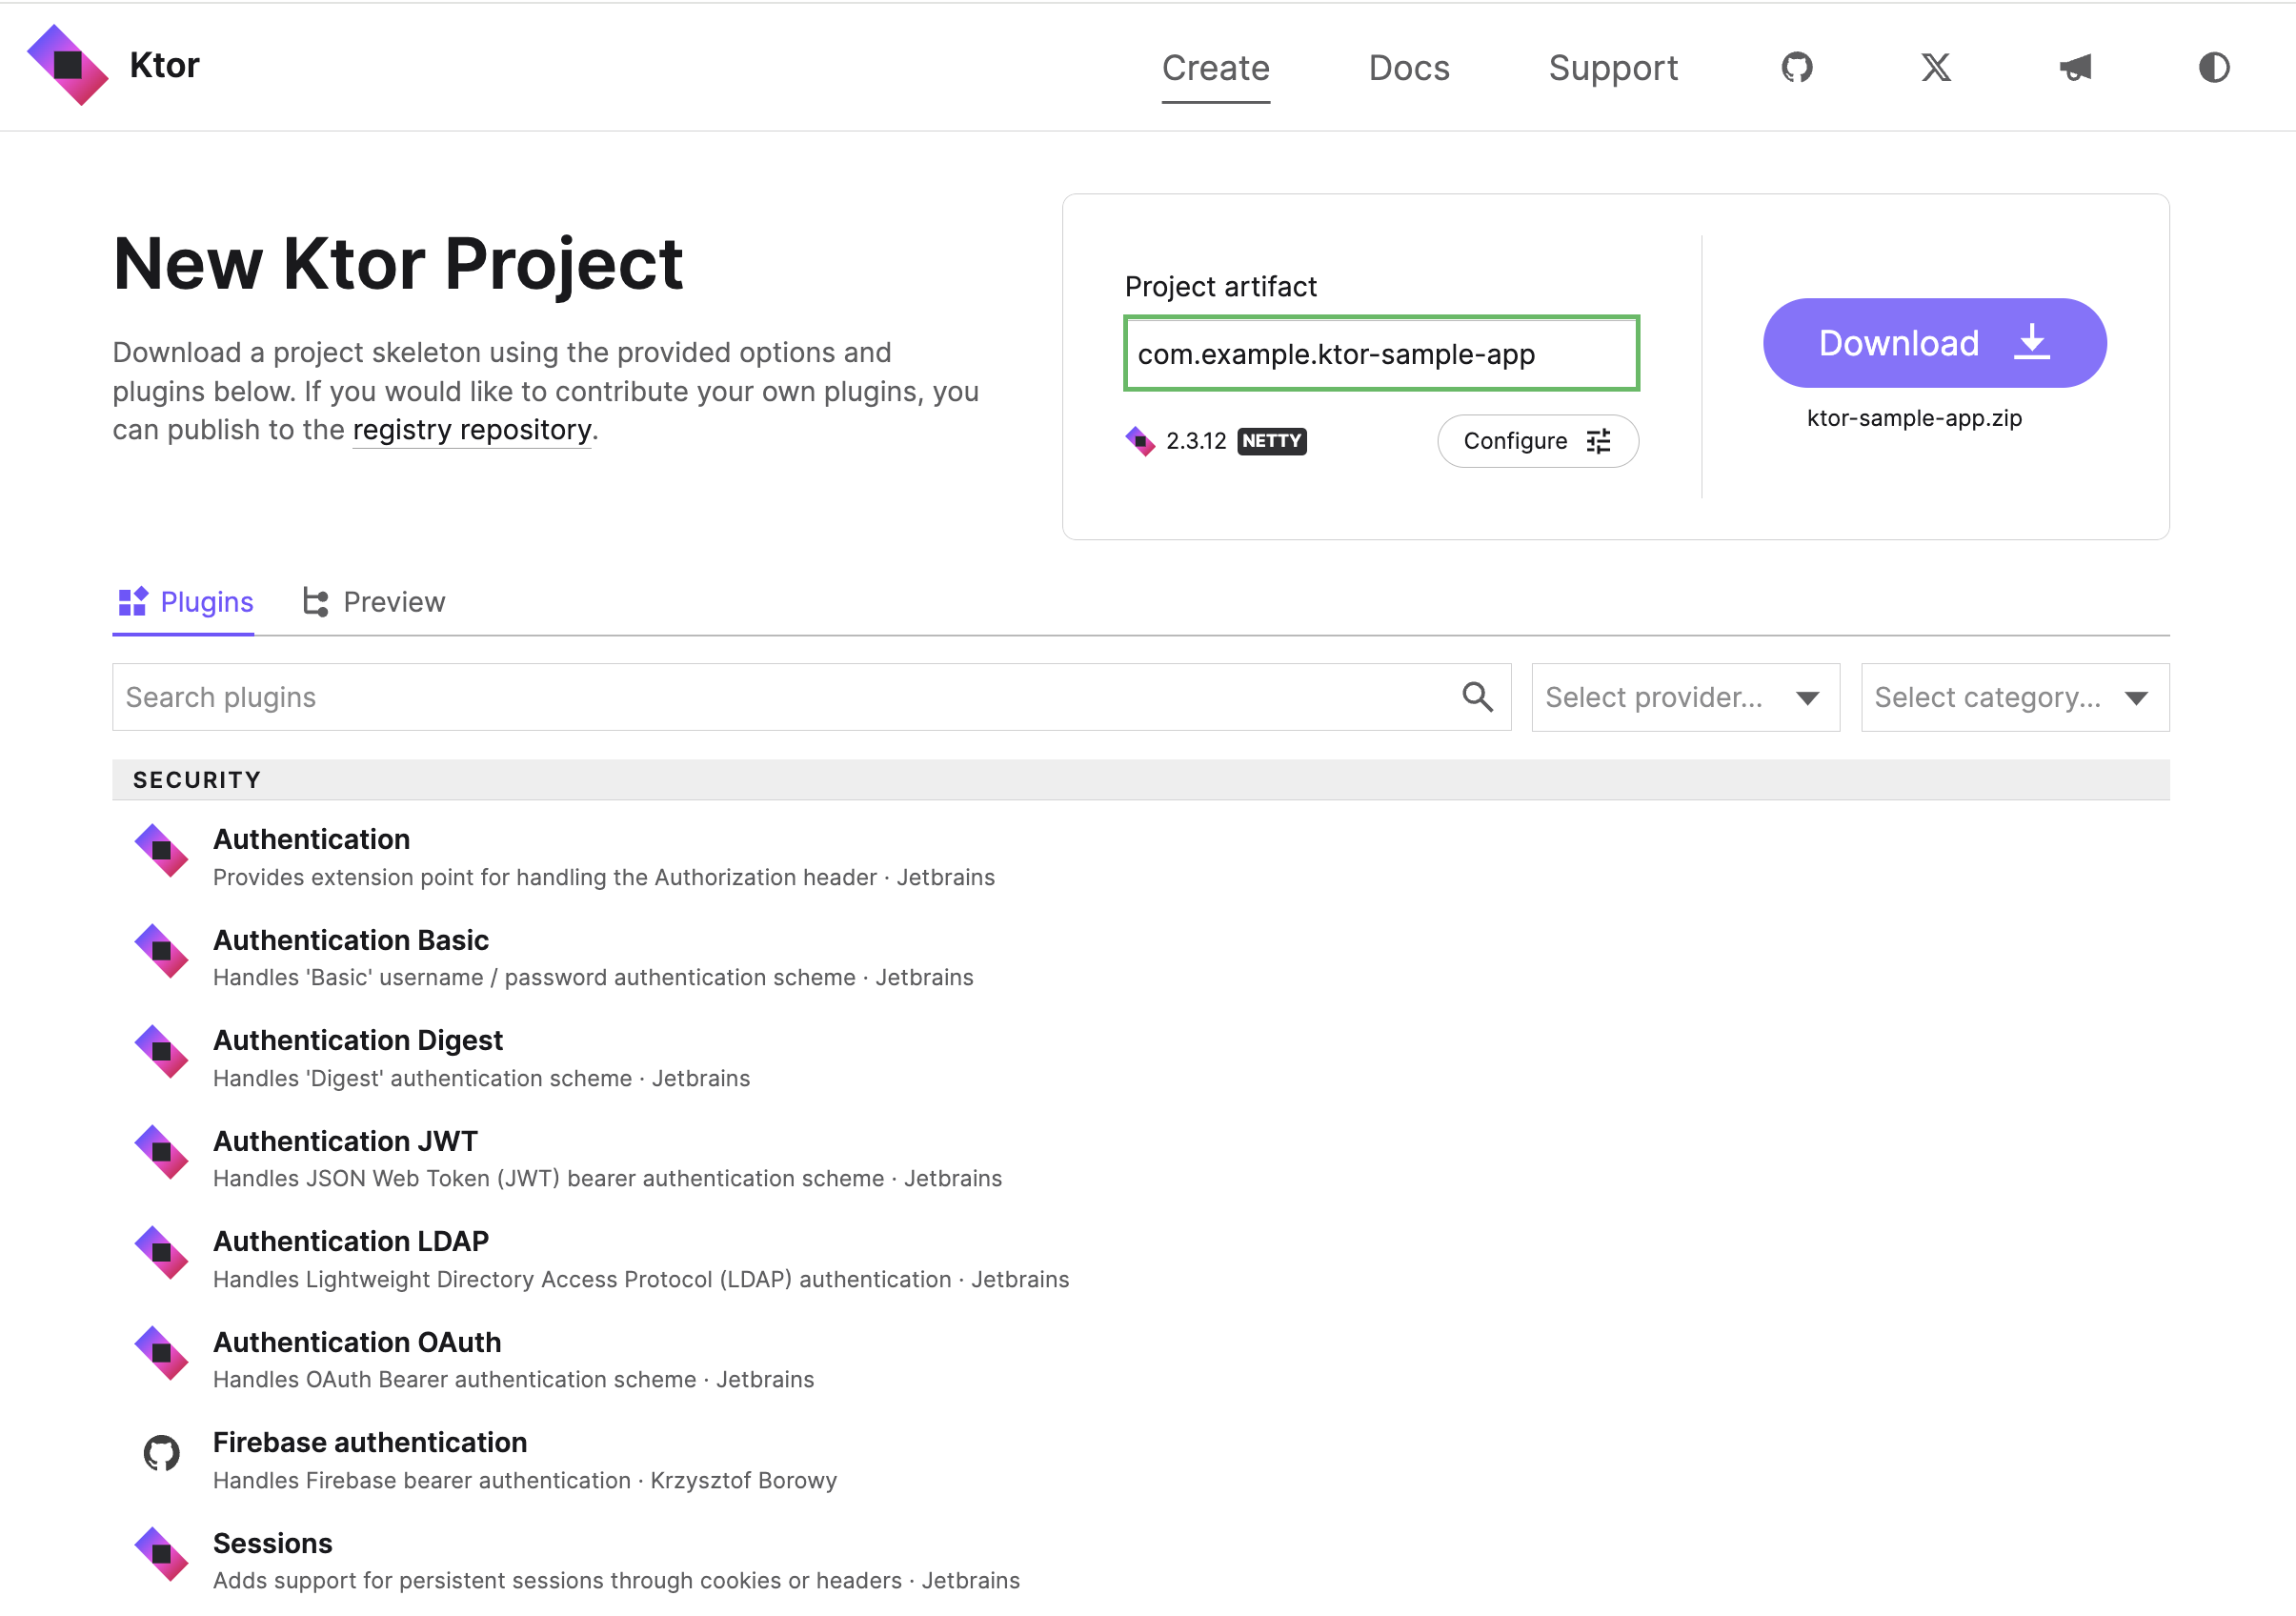 Ktor
Create
Docs
Support
New Ktor Project
Download a project skeleton using the provided options and
plugins below. If you would like to contribute your own plugins, you
can publish to the registry repository.
Project artifact
com.example.ktor-sample-app
2.3.12 NETTY
Configure
Download
ktor-sample-app.zip
Plugins
Preview
Search plugins
Select provider...
Select category...
SECURITY
Authentication
Provides extension point for handling the Authorization header · Jetbrains
Authentication Basic
Handles 'Basic' username / password authentication scheme · Jetbrains
Authentication Digest
Handles 'Digest' authentication scheme · Jetbrains
Authentication JWT
Handles JSON Web Token (JWT) bearer authentication scheme · Jetbrains
Authentication LDAP
Handles Lightweight Directory Access Protocol (LDAP) authentication · Jetbrains
Authentication OAuth
Handles OAuth Bearer authentication scheme · Jetbrains
Firebase authentication
Handles Firebase bearer authentication · Krzysztof Borowy
Sessions
Adds support for persistent sessions through cookies or headers · Jetbrains